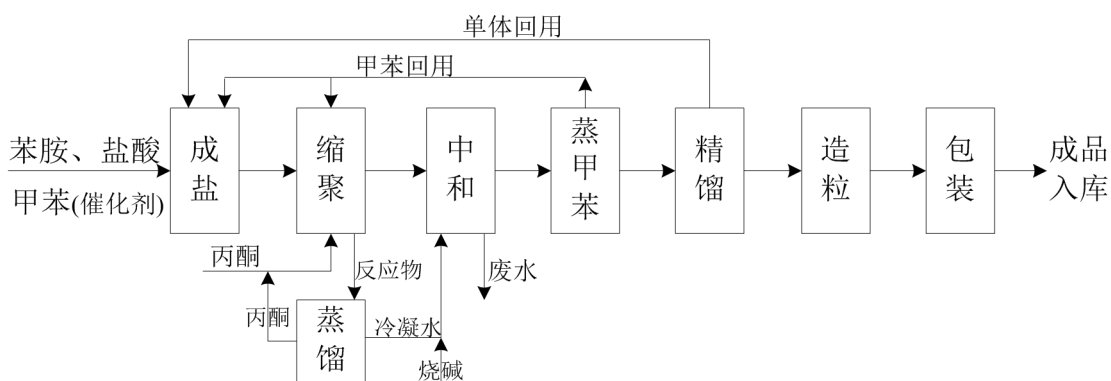 单体回用
甲苯回用
苯胺、盐酸
甲苯(催化剂)
成盐
缩聚
中和
蒸甲苯
精馏
造粒
包装
成品
入库
丙酮
反应物
废水
丙酮
蒸馏
冷凝水
烧碱